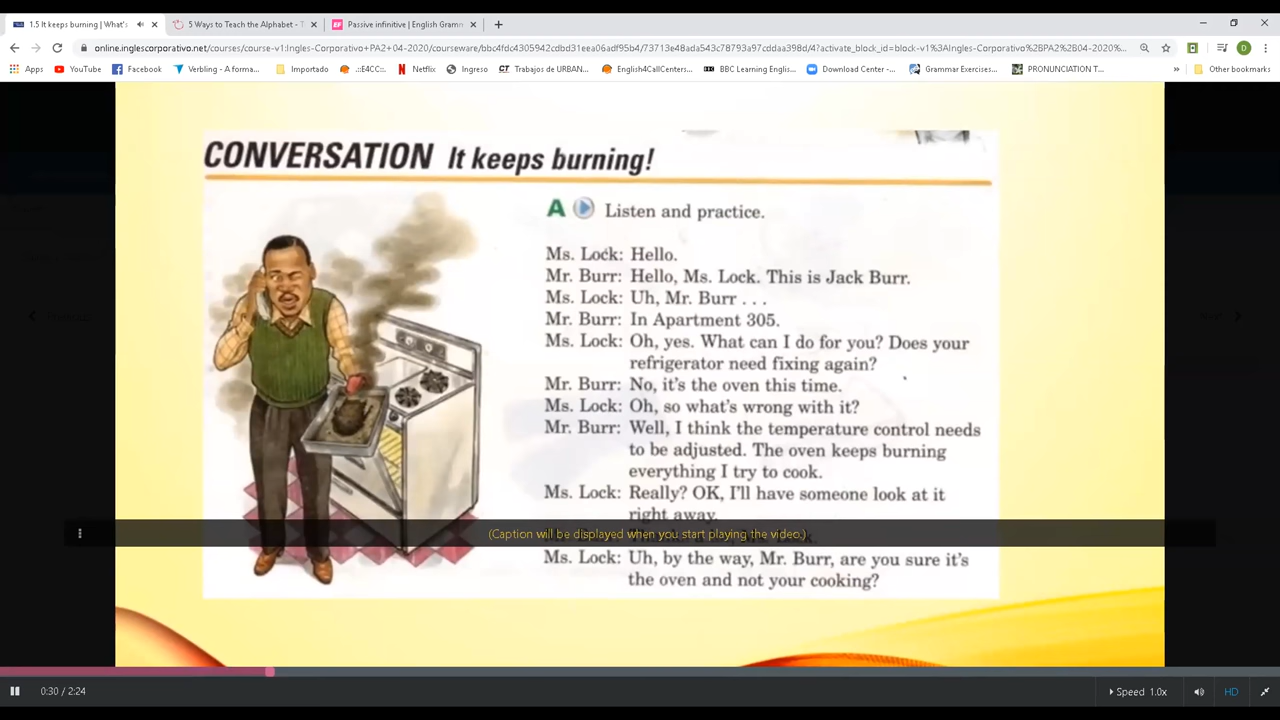 1.5 It keeps burning | What's
5 Ways to Teach the Alphabet - T
Passive infinitive | English Gramm
online.inglescorporativo.net/courses/course-v1:Ingles-Corporativo+PA2+04-2020/courseware/bbc4fdc4305942cdbd31eea06adf95b4/73713e48ada543c78793a97cddaa398d/4?activate_block_id=block-v1%3AIngles-Corporativo%2BPA2%2B04-2020%...
D
Apps
YouTube
Facebook
Verbling - A forma...
Importado
.::E4CC::.
Netflix
Ingreso
CT Trabajos de URBAN...
English4CallCenters...
BBC Learning Englis...
Download Center -...
Grammar Exercises...
PRONUNCIATION T...
»
Other bookmarks
CONVERSATION It keeps burning!
A Listen and practice.
Ms. Lock: Hello.
Mr. Burr: Hello, Ms. Lock. This is Jack Burr.
Ms. Lock: Uh, Mr. Burr . . .
Mr. Burr: In Apartment 305.
Ms. Lock: Oh, yes. What can I do for you? Does your
refrigerator need fixing again?
Mr. Burr: No, it's the oven this time.
Ms. Lock: Oh, so what's wrong with it?
Mr. Burr: Well, I think the temperature control needs
to be adjusted. The oven keeps burning
everything I try to cook.
Ms. Lock: Really? OK, I'll have someone look at it
right away.
(Caption will be displayed when you start playing the video.)
Ms. Lock: Uh, by the way, Mr. Burr, are you sure it's
the oven and not your cooking?
0:30 / 2:24
Speed 1.0x
HD